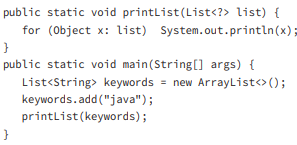 public static void printList(List<?> list) {
   for (Object x: list)  System.out.println(x);
}
public static void main(String[] args) {
   List<String> keywords = new ArrayList<>();
   keywords.add("java");
   printList(keywords);
}